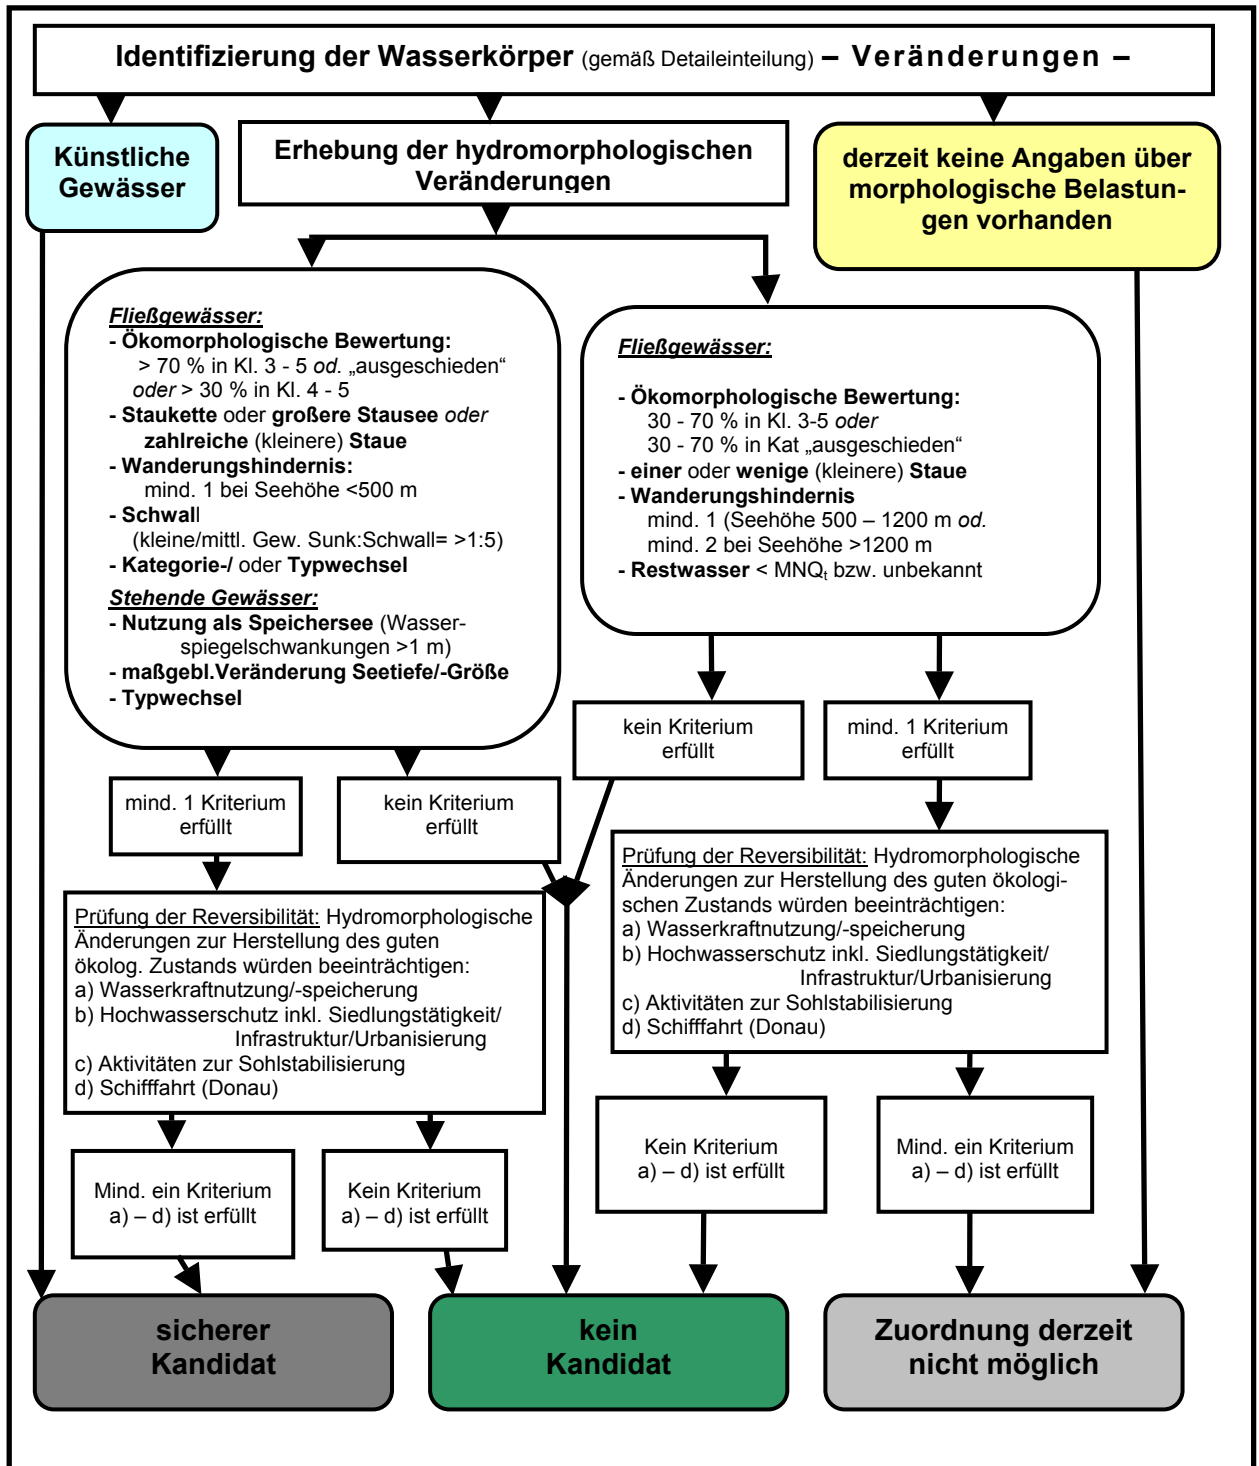 Identifizierung der Wasserkörper (gemäß Detaileinteilung) – Veränderungen –
Künstliche
Gewässer
Erhebung der hydromorphologischen
Veränderungen
derzeit keine Angaben über
morphologische Belastun-
gen vorhanden
Fließgewässer:
- Ökomorphologische Bewertung:
> 70 % in Kl. 3 - 5 od. „ausgeschieden“
oder > 30 % in Kl. 4 - 5
- Staukette oder großere Stausee oder
zahlreiche (kleinere) Staue
- Wanderungshindernis:
mind. 1 bei Seehöhe <500 m
- Schwall
(kleine/mittl. Gew. Sunk:Schwall= >1:5)
- Kategorie-/ oder Typwechsel
Stehende Gewässer:
- Nutzung als Speichersee (Wasser-
spiegelschwankungen >1 m)
- maßgebl.Veränderung Seetiefe/-Größe
- Typwechsel
Fließgewässer:
- Ökomorphologische Bewertung:
30 - 70 % in Kl. 3-5 oder
30 - 70 % in Kat „ausgeschieden“
- einer oder wenige (kleinere) Staue
- Wanderungshindernis
mind. 1 (Seehöhe 500 – 1200 m od.
mind. 2 bei Seehöhe >1200 m
- Restwasser < MNQt bzw. unbekannt
kein Kriterium
erfüllt
mind. 1 Kriterium
erfüllt
mind. 1 Kriterium
erfüllt
kein Kriterium
erfüllt
Prüfung der Reversibilität: Hydromorphologische
Änderungen zur Herstellung des guten ökologi-
schen Zustands würden beeinträchtigen:
a) Wasserkraftnutzung/-speicherung
b) Hochwasserschutz inkl. Siedlungstätigkeit/
Infrastruktur/Urbanisierung
c) Aktivitäten zur Sohlstabilisierung
d) Schifffahrt (Donau)
Prüfung der Reversibilität: Hydromorphologische
Änderungen zur Herstellung des guten
ökolog. Zustands würden beeinträchtigen:
a) Wasserkraftnutzung/-speicherung
b) Hochwasserschutz inkl. Siedlungstätigkeit/
Infrastruktur/Urbanisierung
c) Aktivitäten zur Sohlstabilisierung
d) Schifffahrt (Donau)
Kein Kriterium
a) – d) ist erfüllt
Mind. ein Kriterium
a) – d) ist erfüllt
Mind. ein Kriterium
a) – d) ist erfüllt
Kein Kriterium
a) – d) ist erfüllt
sicherer
Kandidat
kein
Kandidat
Zuordnung derzeit
nicht möglich